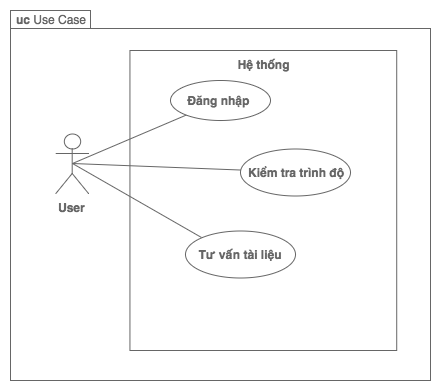 uc Use Case
Hệ thống
Đăng nhập
Kiểm tra trình độ
User
Tư vấn tài liệu